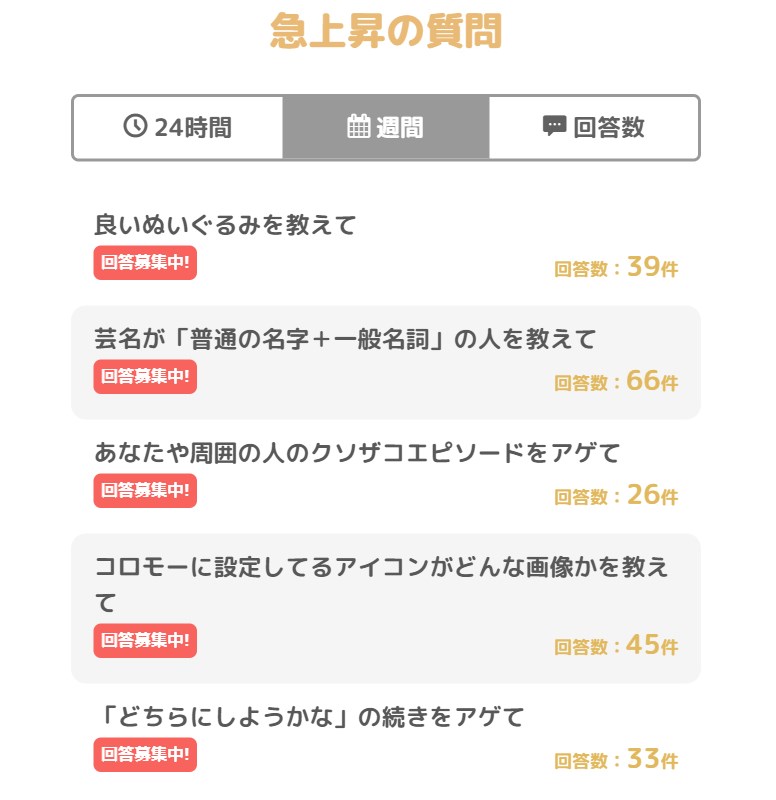 急上昇の質問
24時間
週間
回答数
良いぬいぐるみを教えて
回答募集中!
回答数：39件
芸名が「普通の名字＋一般名詞」の人を教えて
回答募集中!
回答数：66件
あなたや周囲の人のクソザコエピソードをアゲて
回答募集中!
回答数：26件
コロモーに設定してるアイコンがどんな画像かを教え
て
回答募集中!
回答数：45件
「どちらにしようかな」の続きをアゲて
回答募集中!
回答数：33件